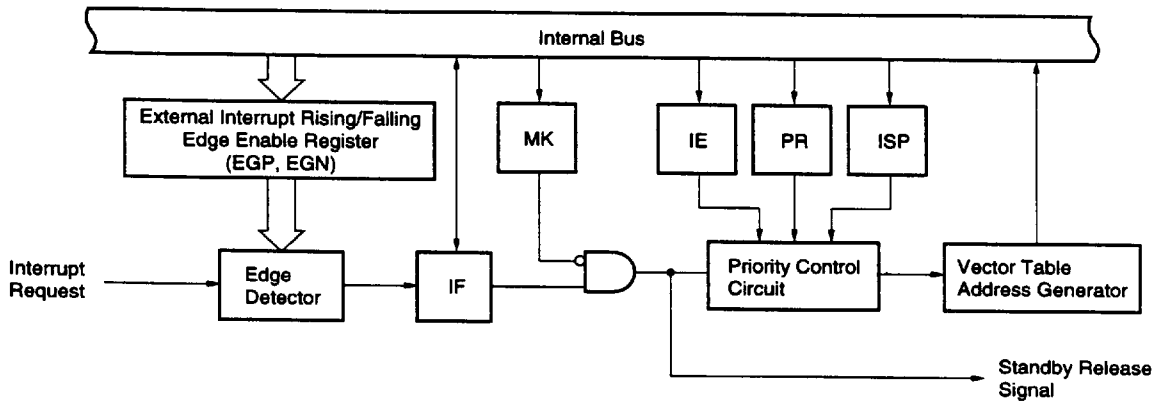 Internal Bus
External Interrupt Rising/Falling
Edge Enable Register
(EGP, EGN)
MK
IE
PR
ISP
Interrupt
Request
Edge
Detector
IF
Priority Control
Circuit
Vector Table
Address Generator
Standby Release
Signal